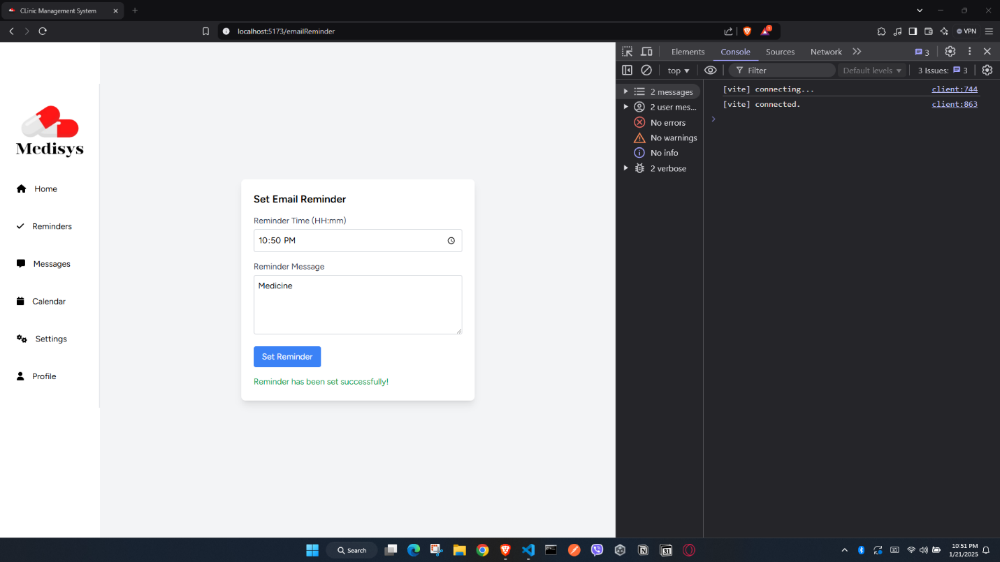 CLinic Management System
localhost:5173/emailReminder
VPN
Medisys
Home
Reminders
Messages
Calendar
Settings
Profile
Set Email Reminder
Reminder Time (HH:mm)
10:50 PM
Reminder Message
Medicine
Set Reminder
Reminder has been set successfully!
Elements Console Sources Network 3
top Filter Default levels 3 Issues: 3
2 messages
2 user mes...
No errors
No warnings
No info
2 verbose
[vite] connecting... client:744
[vite] connected. client:863
Search
31
10:51 PM
1/21/2025